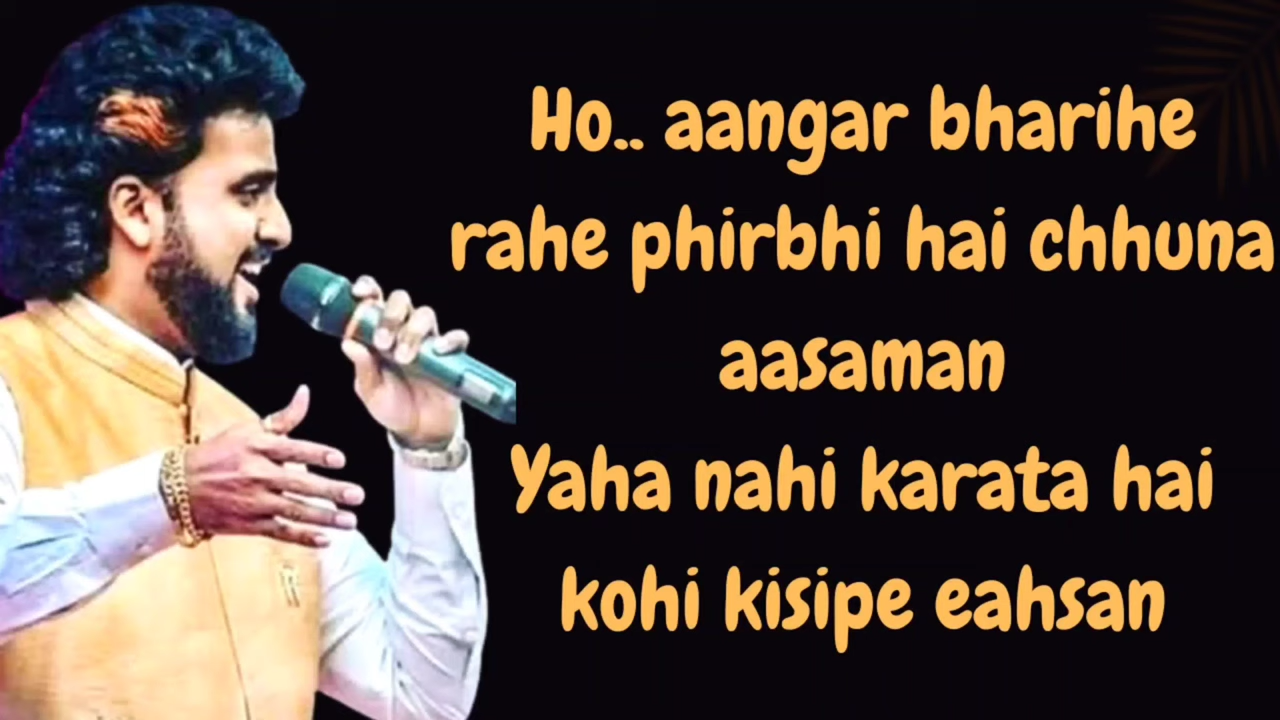 Ho.. aangar bharihe
rahe phirbhi hai chhuna
aasaman
Yaha nahi karata hai
kohi kisipe eahsan